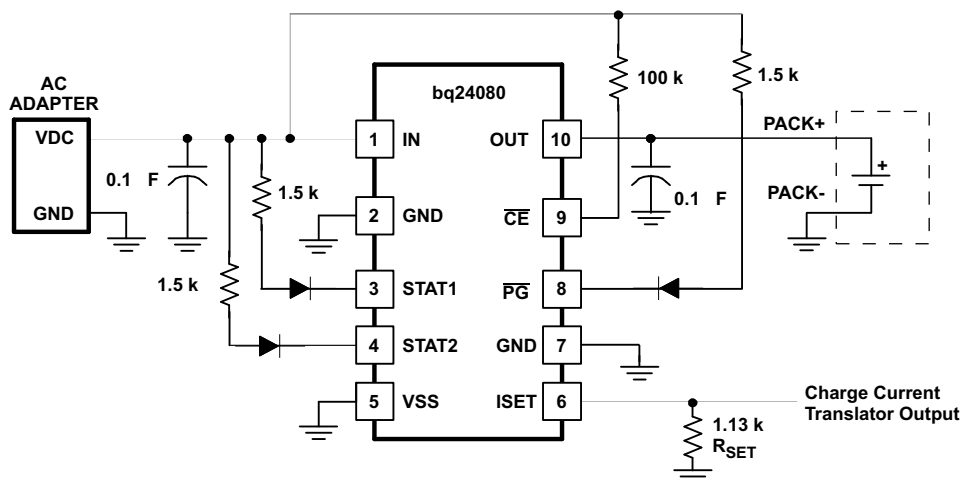 AC
ADAPTER
VDC
GND
0.1 F
1.5 k
1.5 k
bq24080
1 IN
2 GND
3 STAT1
4 STAT2
5 VSS
OUT 10
CE 9
PG 8
GND 7
ISET 6
100 k
1.5 k
0.1 F
PACK+
PACK-
+
Charge Current
Translator Output
1.13 k
RSET